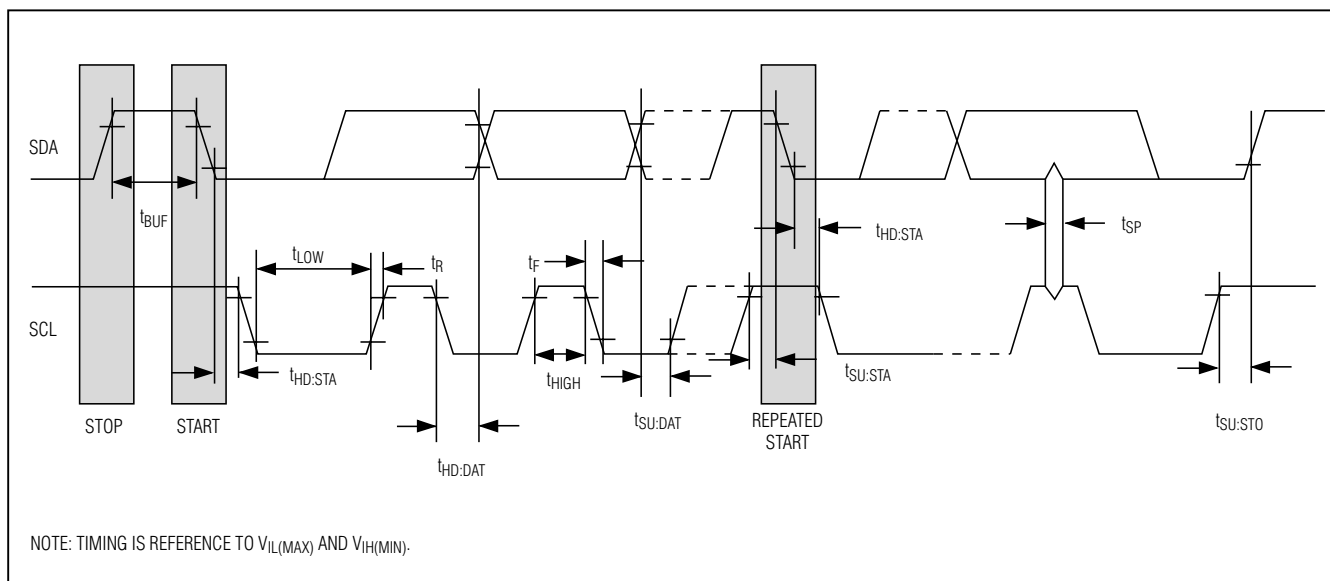 SDA
tBUF
tLOW
tR
tF
tHD:STA
tSP
SCL
tHD:STA
tHIGH
tSU:STA
tSU:DAT
STOP
START
REPEATED
START
tSU:STO
tHD:DAT
NOTE: TIMING IS REFERENCE TO VIL(MAX) AND VIH(MIN).